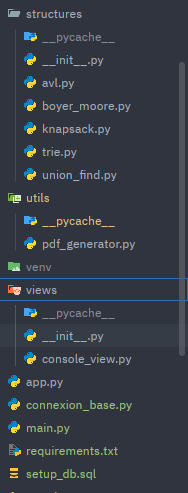 structures
__pycache__
__init__.py
avl.py
boyer_moore.py
knapsack.py
trie.py
union_find.py
utils
__pycache__
pdf_generator.py
venv
views
__pycache__
__init__.py
console_view.py
app.py
connexion_base.py
main.py
requirements.txt
setup_db.sql